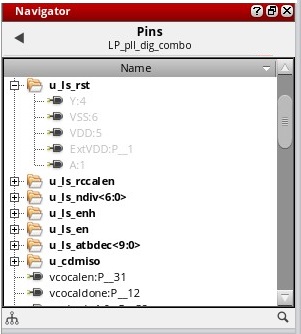 Navigator
Pins
LP_pll_dig_combo
Name
u_ls_rst
Y:4
VSS:6
VDD:5
ExtVDD:P__1
A:1
u_ls_rccalen
u_ls_ndiv<6:0>
u_ls_enh
u_ls_en
u_ls_atbdec<9:0>
u_cdmiso
vcocalen:P__31
vcocaldone:P__12